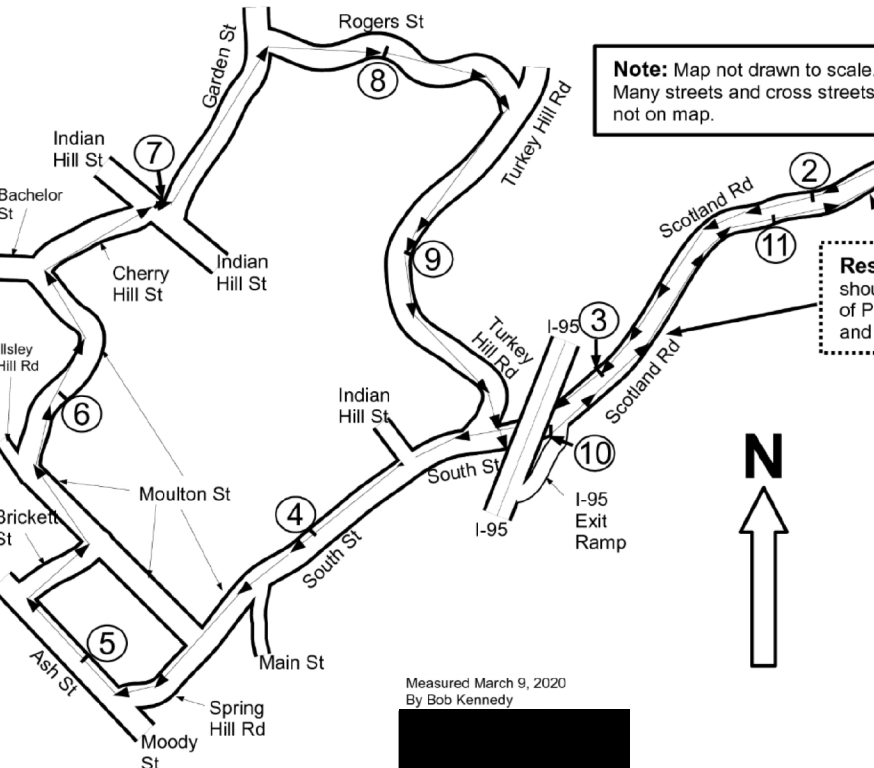 Rogers St
Garden St
8
Note: Map not drawn to scale.
Many streets and cross streets
not on map.
Turkey Hill Rd
Indian
Hill St
7
2
Bachelor
St
Scotland Rd
11
9
Indian
Hill St
Cherry
Hill St
Res
shou
of P
and
Turkey
Hill Rd
I-95
3
Scotland Rd
llsley
Hill Rd
6
Indian
Hill St
10
South St
N
Moulton St
I-95
Exit
Ramp
I-95
4
South St
Brickett
St
5
Ash St
Main St
Measured March 9, 2020
By Bob Kennedy
Spring
Hill Rd
Moody
St